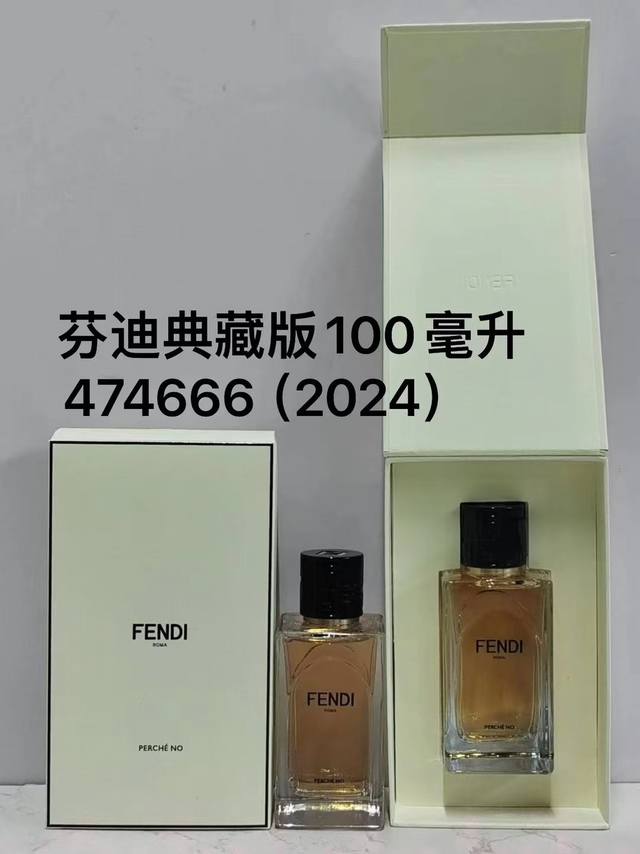 FENDI
芬迪典藏版100毫升
474666（2024）
FENDI
ROMA
PERCHÉ NO
FENDI
ROMA
PERCHÉ NO
FENDI
ROMA
PERCHÉ NO